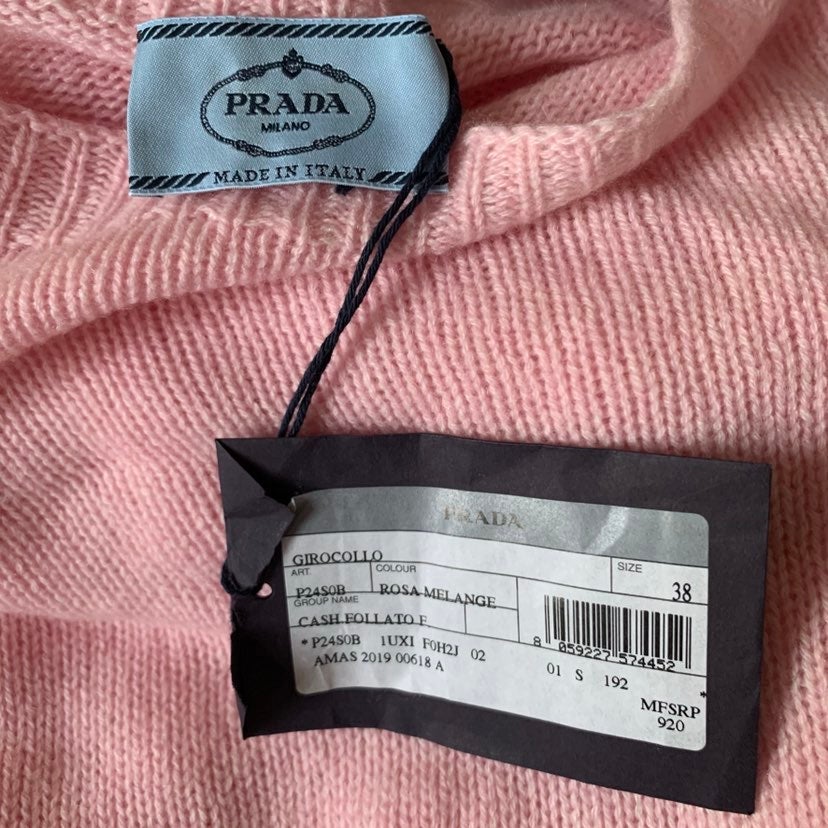 PRADA
MILANO
MADE IN ITALY
PRADA
GIROCOLLO
ART. COLOUR SIZE
P24S0B ROSA MELANGE 38
GROUP NAME
CASH FOLLATO F.
* P24S0B 1UXI F0H2J 02
AMAS 2019 00618 A
8 059227 574452
01 S 192
*
MFSRP
920